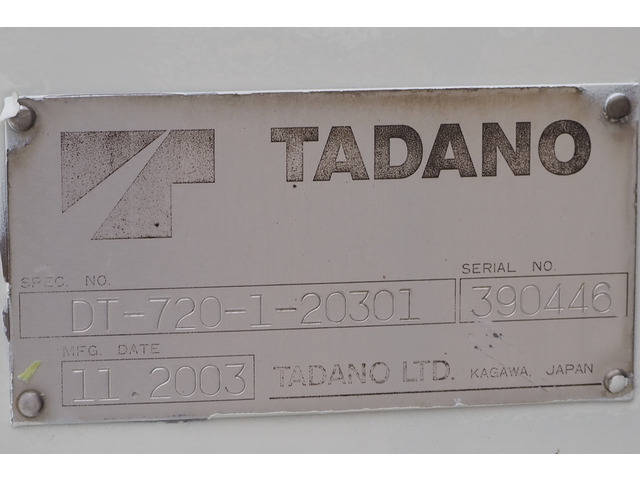 TADANO
SPEC. NO.
SERIAL NO.
DT-720-1-20301
390446
MFG. DATE
11.2003
TADANO LTD. KAGAWA, JAPAN